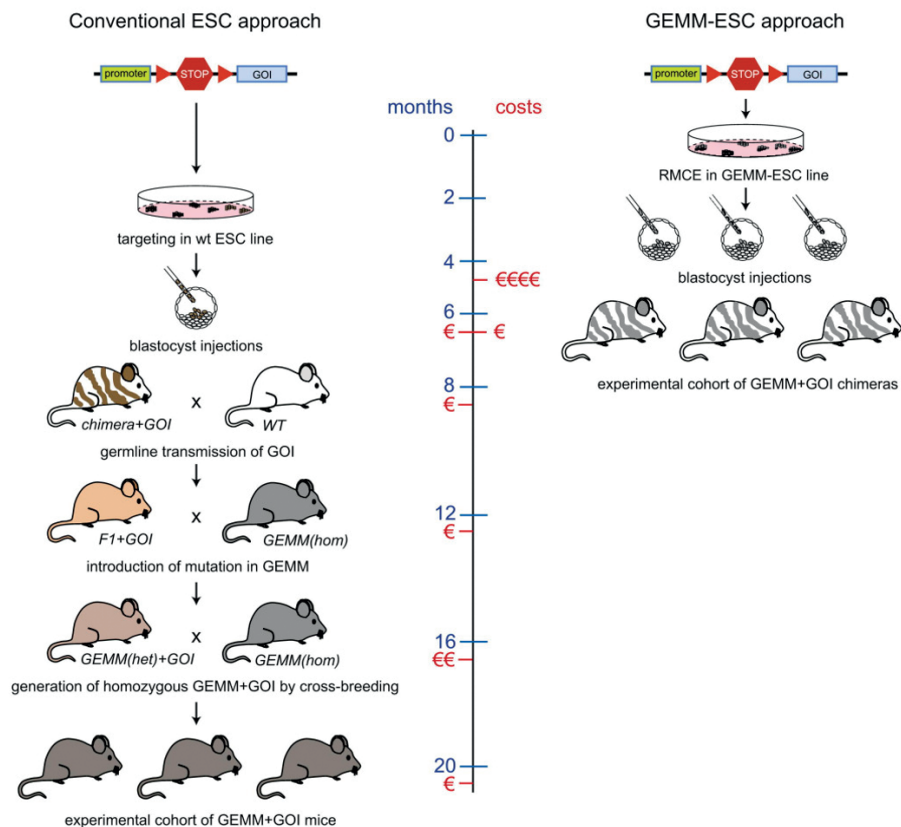 Conventional ESC approach
promoter STOP GOI
targeting in wt ESC line
blastocyst injections
chimera+GOI x WT
germline transmission of GOI
F1+GOI x GEMM(hom)
introduction of mutation in GEMM
GEMM(het)+GOI x GEMM(hom)
generation of homozygous GEMM+GOI by cross-breeding
experimental cohort of GEMM+GOI mice
months costs
0
2
4
€€€€
6
€ €
8
€
12
€
16
€€
20
€
GEMM-ESC approach
promoter STOP GOI
RMCE in GEMM-ESC line
blastocyst injections
experimental cohort of GEMM+GOI chimeras